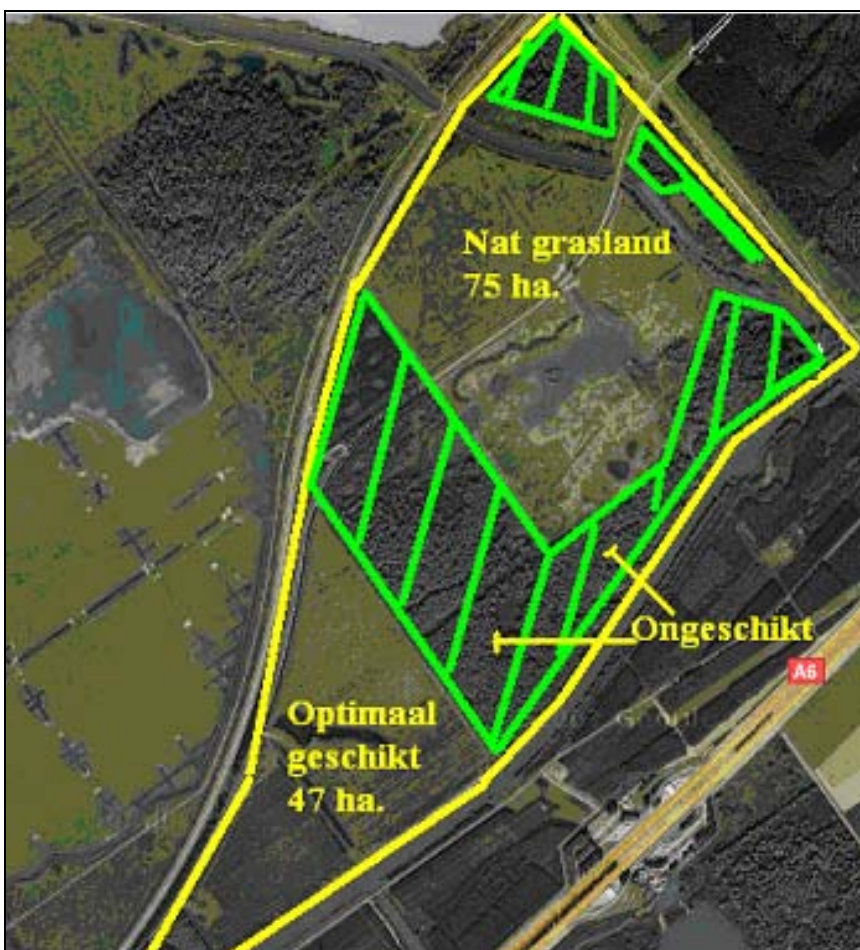 Nat grasland
75 ha.
Ongeschikt
A6
Optimaal
geschikt
47 ha.